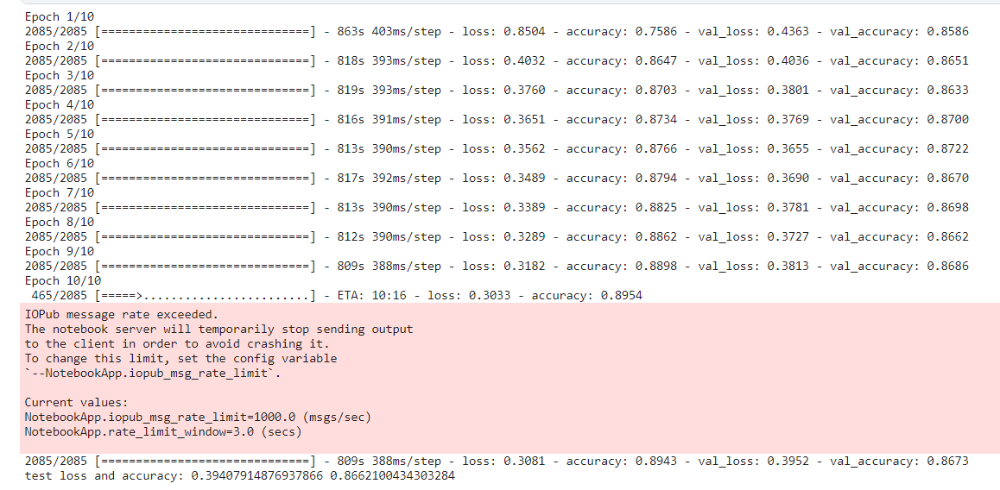 Epoch 1/10
2085/2085 [==============================] - 863s 403ms/step - loss: 0.8504 - accuracy: 0.7586 - val_loss: 0.4363 - val_accuracy: 0.8586
Epoch 2/10
2085/2085 [==============================] - 818s 393ms/step - loss: 0.4032 - accuracy: 0.8647 - val_loss: 0.4036 - val_accuracy: 0.8651
Epoch 3/10
2085/2085 [==============================] - 819s 393ms/step - loss: 0.3760 - accuracy: 0.8703 - val_loss: 0.3801 - val_accuracy: 0.8633
Epoch 4/10
2085/2085 [==============================] - 816s 391ms/step - loss: 0.3651 - accuracy: 0.8734 - val_loss: 0.3769 - val_accuracy: 0.8700
Epoch 5/10
2085/2085 [==============================] - 813s 390ms/step - loss: 0.3562 - accuracy: 0.8766 - val_loss: 0.3655 - val_accuracy: 0.8722
Epoch 6/10
2085/2085 [==============================] - 817s 392ms/step - loss: 0.3489 - accuracy: 0.8794 - val_loss: 0.3690 - val_accuracy: 0.8670
Epoch 7/10
2085/2085 [==============================] - 813s 390ms/step - loss: 0.3389 - accuracy: 0.8825 - val_loss: 0.3781 - val_accuracy: 0.8698
Epoch 8/10
2085/2085 [==============================] - 812s 390ms/step - loss: 0.3289 - accuracy: 0.8862 - val_loss: 0.3727 - val_accuracy: 0.8662
Epoch 9/10
2085/2085 [==============================] - 809s 388ms/step - loss: 0.3182 - accuracy: 0.8898 - val_loss: 0.3813 - val_accuracy: 0.8686
Epoch 10/10
465/2085 [=====>........................] - ETA: 10:16 - loss: 0.3033 - accuracy: 0.8954
IOPub message rate exceeded.
The notebook server will temporarily stop sending output
to the client in order to avoid crashing it.
To change this limit, set the config variable
`--NotebookApp.iopub_msg_rate_limit`.
Current values:
NotebookApp.iopub_msg_rate_limit=1000.0 (msgs/sec)
NotebookApp.rate_limit_window=3.0 (secs)
2085/2085 [==============================] - 809s 388ms/step - loss: 0.3081 - accuracy: 0.8943 - val_loss: 0.3952 - val_accuracy: 0.8673
test loss and accuracy: 0.39407914876937866 0.8662100434303284